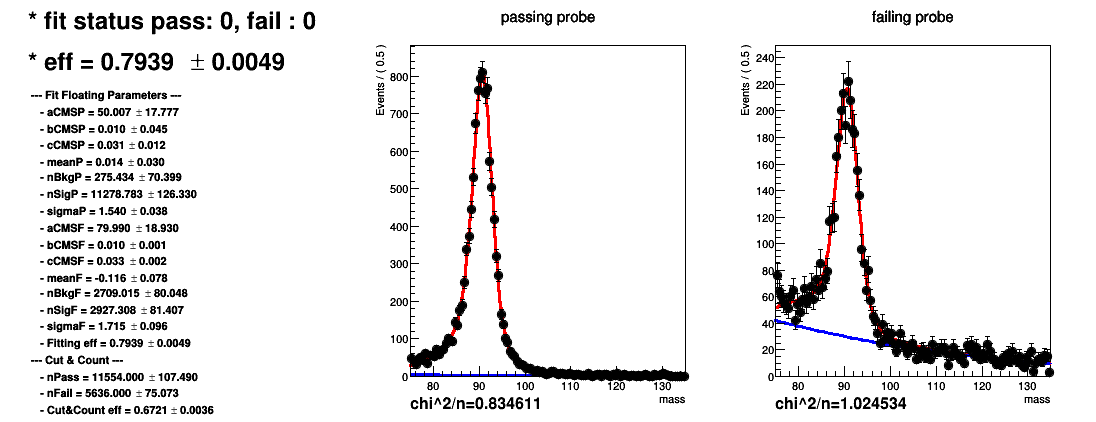 * fit status pass: 0, fail : 0
* eff = 0.7939 ± 0.0049
--- Fit Floating Parameters ---
- aCMSP = 50.007 ± 17.777
- bCMSP = 0.010 ± 0.045
- cCMSP = 0.031 ± 0.012
- meanP = 0.014 ± 0.030
- nBkgP = 275.434 ± 70.399
- nSigP = 11278.783 ± 126.330
- sigmaP = 1.540 ± 0.038
- aCMSF = 79.990 ± 18.930
- bCMSF = 0.010 ± 0.001
- cCMSF = 0.033 ± 0.002
- meanF = -0.116 ± 0.078
- nBkgF = 2709.015 ± 80.048
- nSigF = 2927.308 ± 81.407
- sigmaF = 1.715 ± 0.096
- Fitting eff = 0.7939 ± 0.0049
--- Cut & Count ---
- nPass = 11554.000 ± 107.490
- nFail = 5636.000 ± 75.073
- Cut&Count eff = 0.6721 ± 0.0036
passing probe
Events / ( 0.5 )
800
700
600
500
400
300
200
100
0
80 90 100 110 120 130
mass
chi^2/n=0.834611
failing probe
Events / ( 0.5 )
240
220
200
180
160
140
120
100
80
60
40
20
0
80 90 100 110 120 130
mass
chi^2/n=1.024534